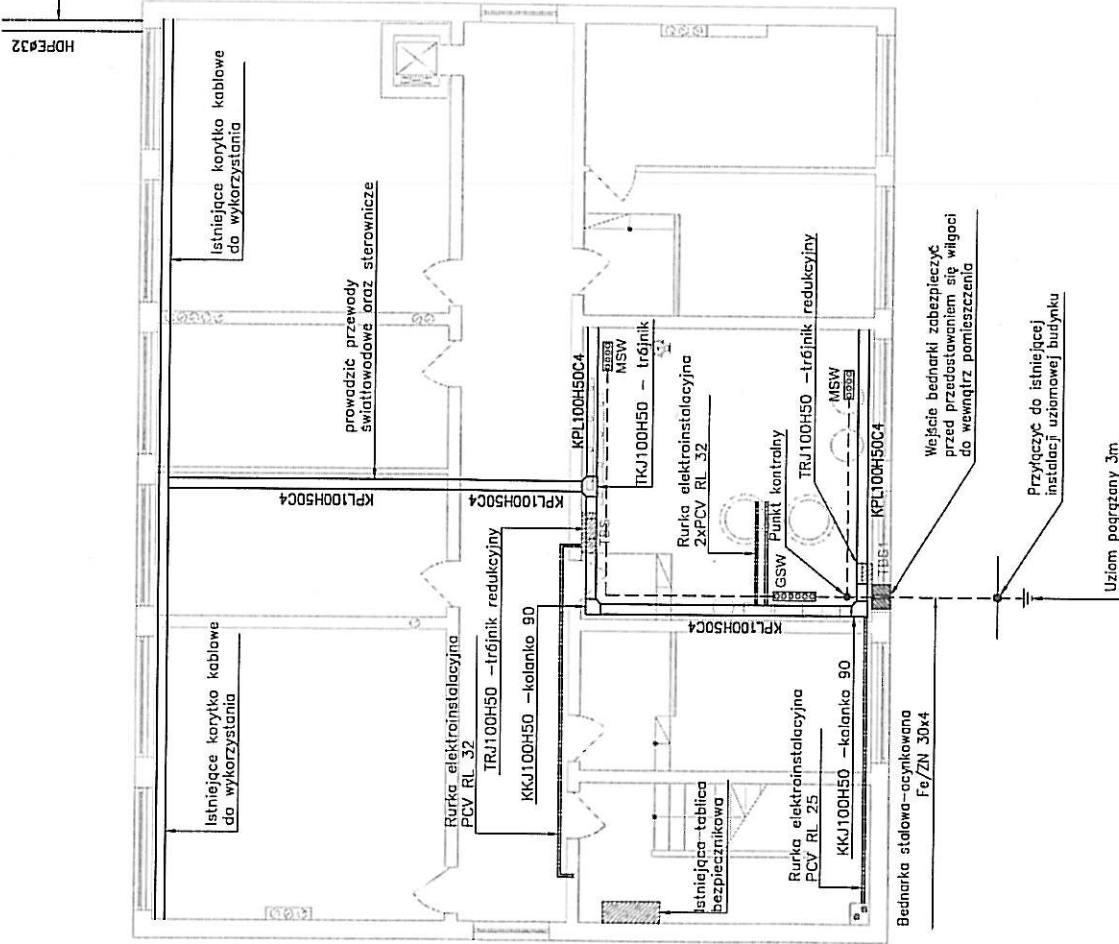 HDPEø32
Istniejące korytko kablowe
do wykorzystania
prowadzić przewody
światłowodowe oraz sterownicze
KPL100H50C4
KPL100H50C4
KPL100H50C4
MSW
TKJ100H50 - trójnik
Rurka elektroinstalacyjna
2xPCV RL 32
Punkt kontrolny
TRJ100H50 -trójnik redukcyjny
MSW
GSW
KPL100H50C4
Wejście bednarki zabezpieczyć
przed przedostawaniem się wilgoci
do wewnątrz pomieszczenia
Przyłączyć do istniejącej
instalacji uziomowej budynku
Uziom pogrążany 3m
TBS1
KPL100H50C4
Istniejące korytko kablowe
do wykorzystania
Rurka elektroinstalacyjna
PCV RL 32
TRJ100H50 -trójnik redukcyjny
KKJ100H50 -kolanko 90
Istniejąca tablica
bezpiecznikowa
Rurka elektroinstalacyjna
PCV RL 25
KKJ100H50 -kolanko 90
Bednarka stalowa-ocynkowana
Fe/ZN 30x4